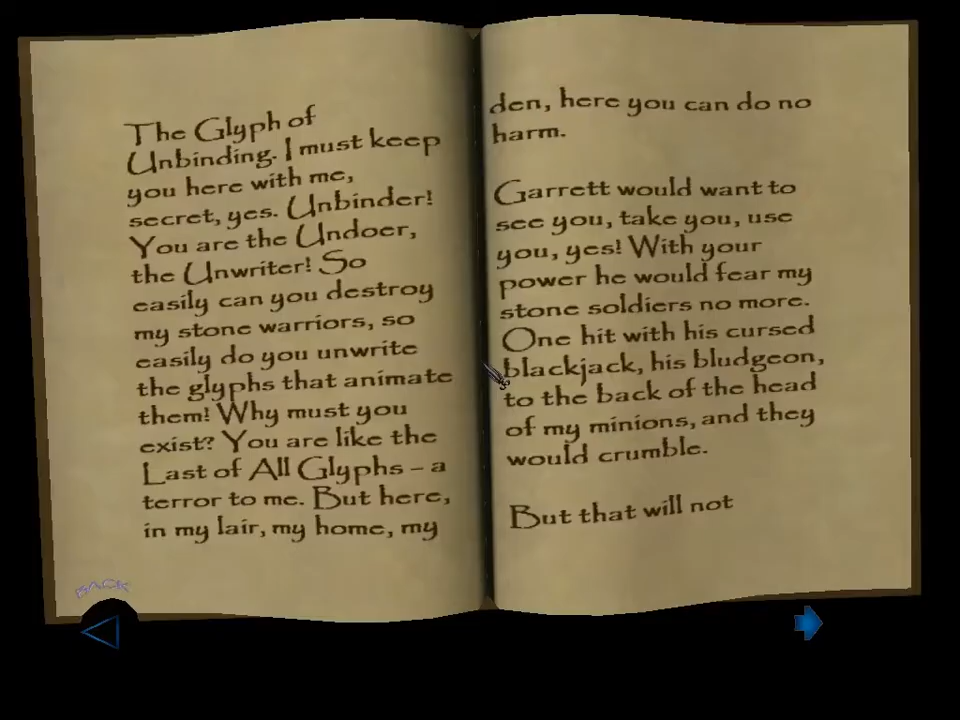 The Glyph of
Unbinding. I must keep
you here with me,
secret, yes. Unbinder!
You are the Undoer,
the Unwriter! So
easily can you destroy
my stone warriors, so
easily do you unwrite
the glyphs that animate
them! Why must you
exist? You are like the
Last of All Glyphs – a
terror to me. But here,
in my lair, my home, my
den, here you can do no
harm.
Garrett would want to
see you, take you, use
you, yes! With your
power he would fear my
stone soldiers no more.
One hit with his cursed
blackjack, his bludgeon,
to the back of the head
of my minions, and they
would crumble.
But that will not
BACK